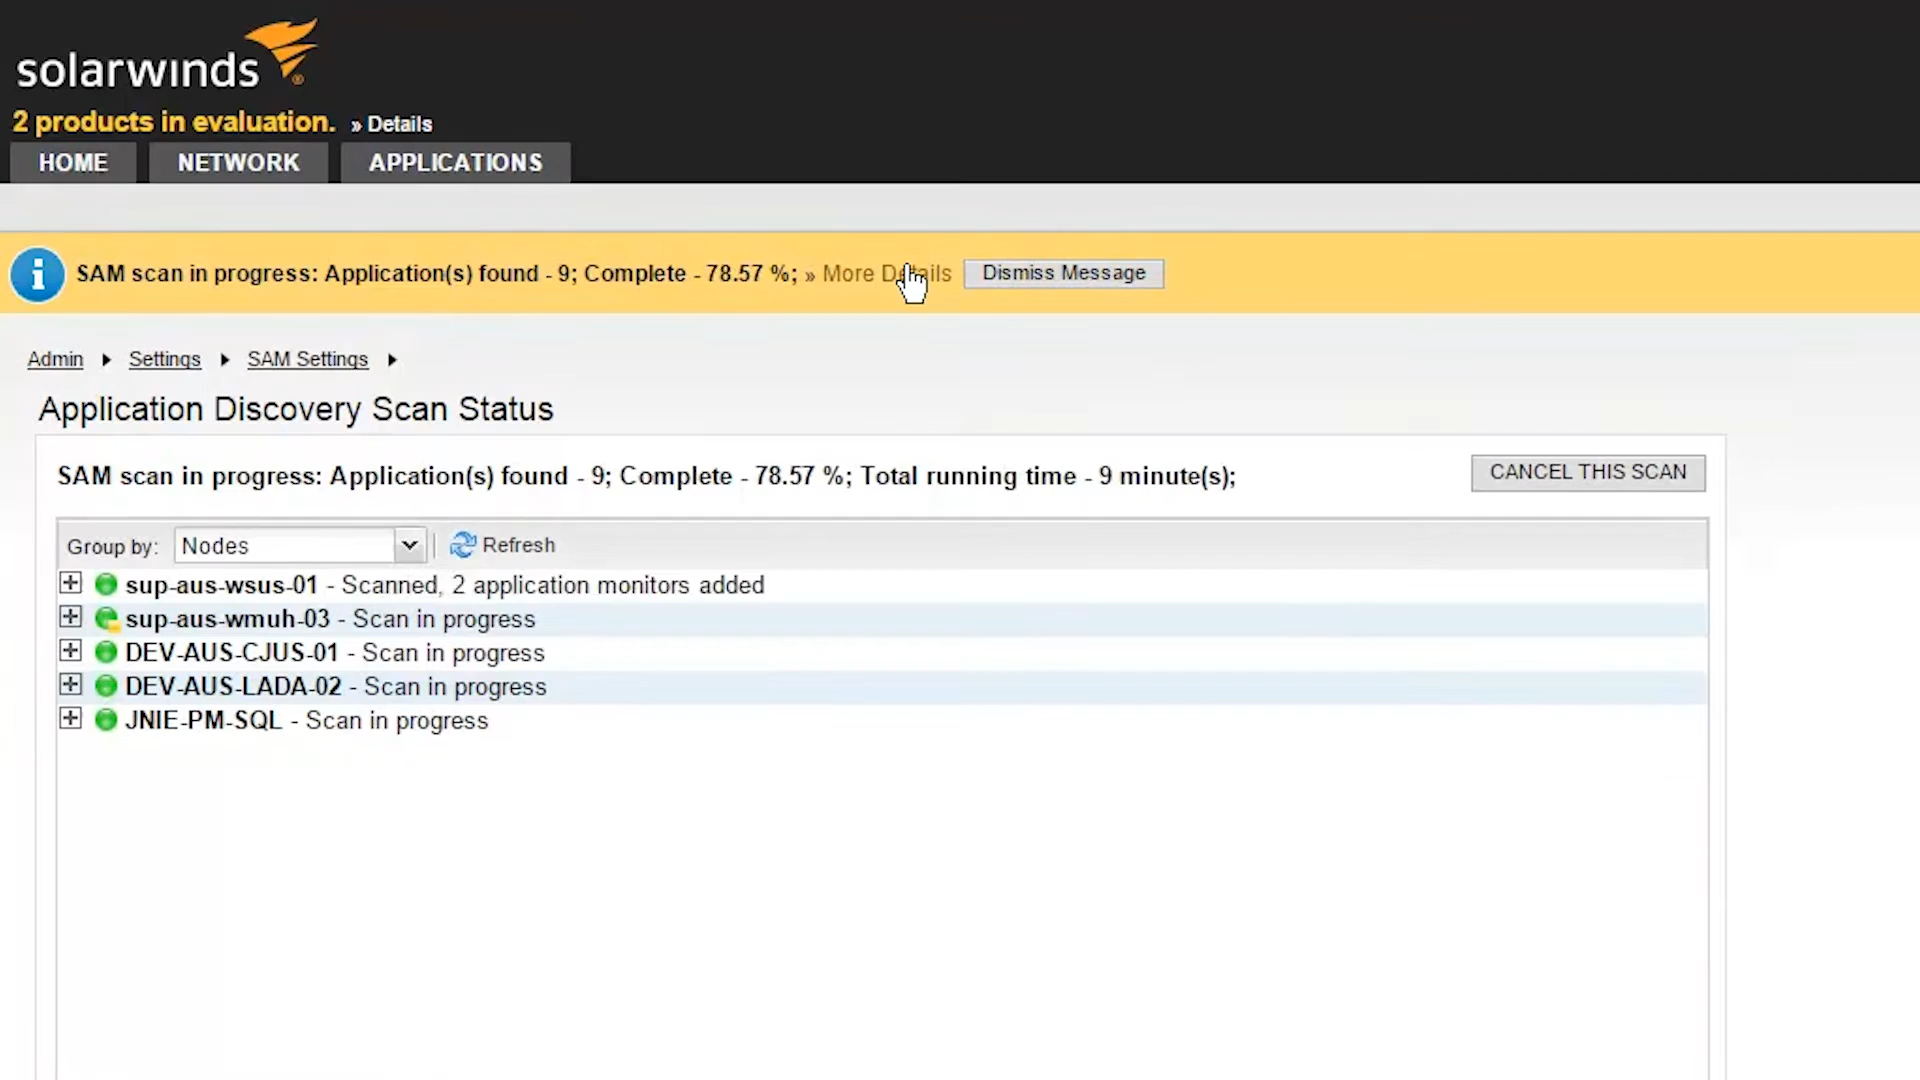 solarwinds
2 products in evaluation. » Details
HOME NETWORK APPLICATIONS
SAM scan in progress: Application(s) found - 9; Complete - 78.57 %; » More Details Dismiss Message
Admin Settings SAM Settings
Application Discovery Scan Status
SAM scan in progress: Application(s) found - 9; Complete - 78.57 %; Total running time - 9 minute(s); CANCEL THIS SCAN
Group by: Nodes Refresh
sup-aus-wsus-01 - Scanned, 2 application monitors added
sup-aus-wmuh-03 - Scan in progress
DEV-AUS-CJUS-01 - Scan in progress
DEV-AUS-LADA-02 - Scan in progress
JNIE-PM-SQL - Scan in progress